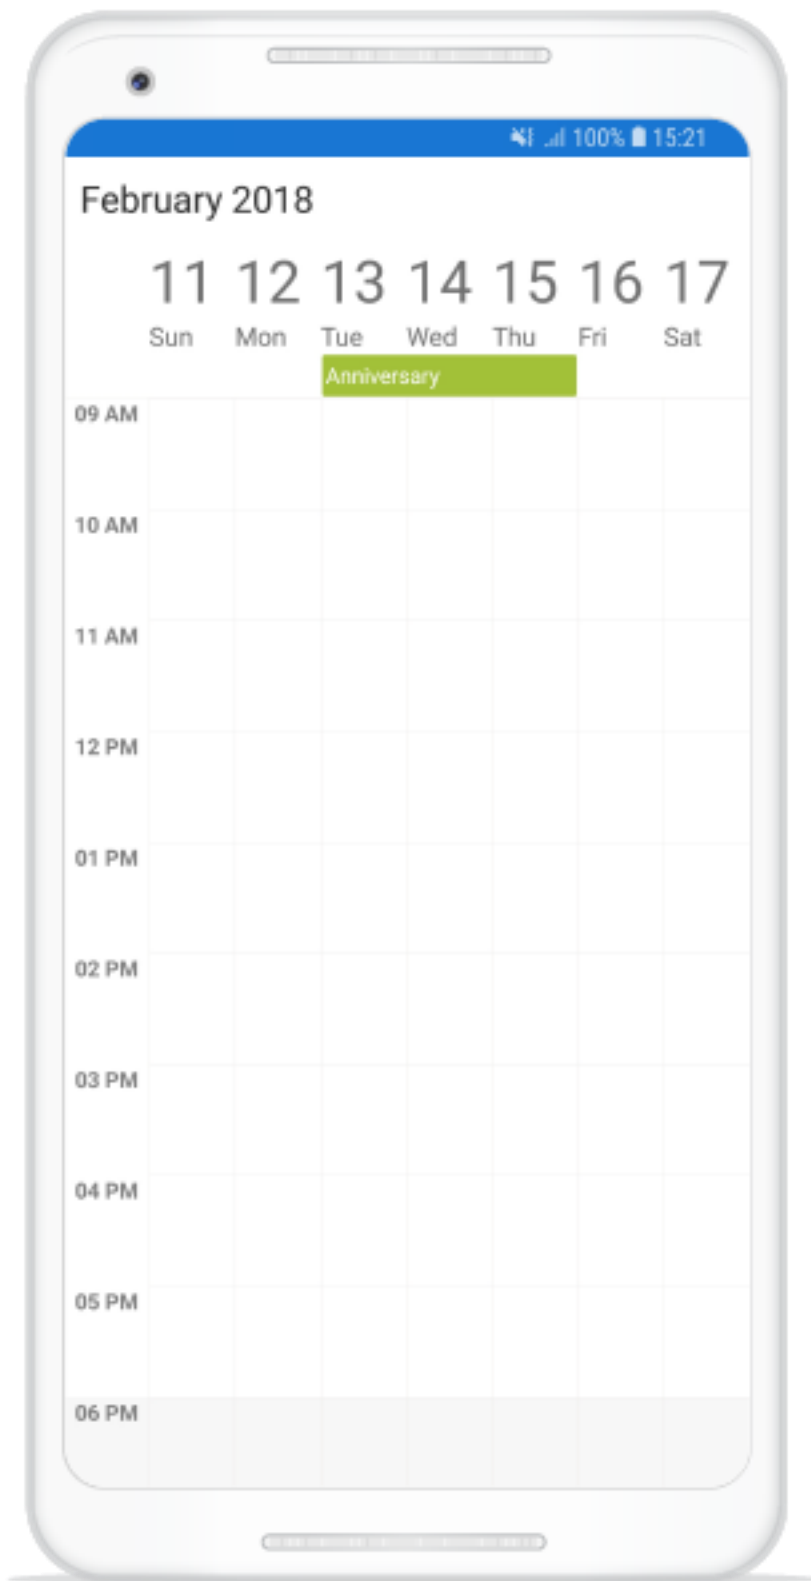 100% 15:21
February 2018
11 12 13 14 15 16 17
Sun Mon Tue Wed Thu Fri Sat
Anniversary
09 AM
10 AM
11 AM
12 PM
01 PM
02 PM
03 PM
04 PM
05 PM
06 PM